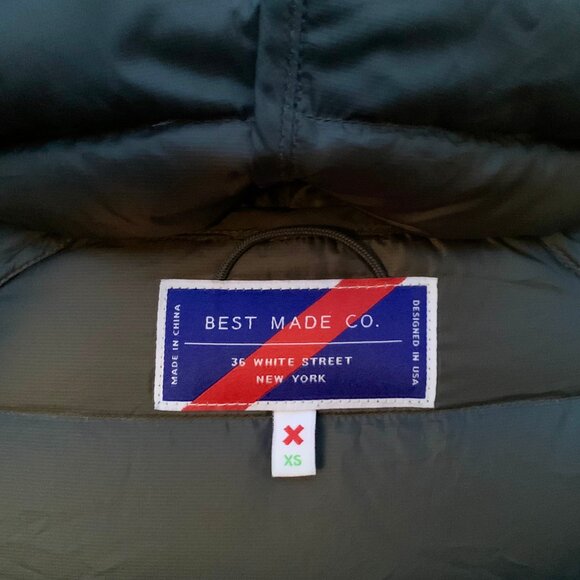 MADE IN CHINA
BEST MADE CO.
36 WHITE STREET
NEW YORK
DESIGNED IN USA
X
XS